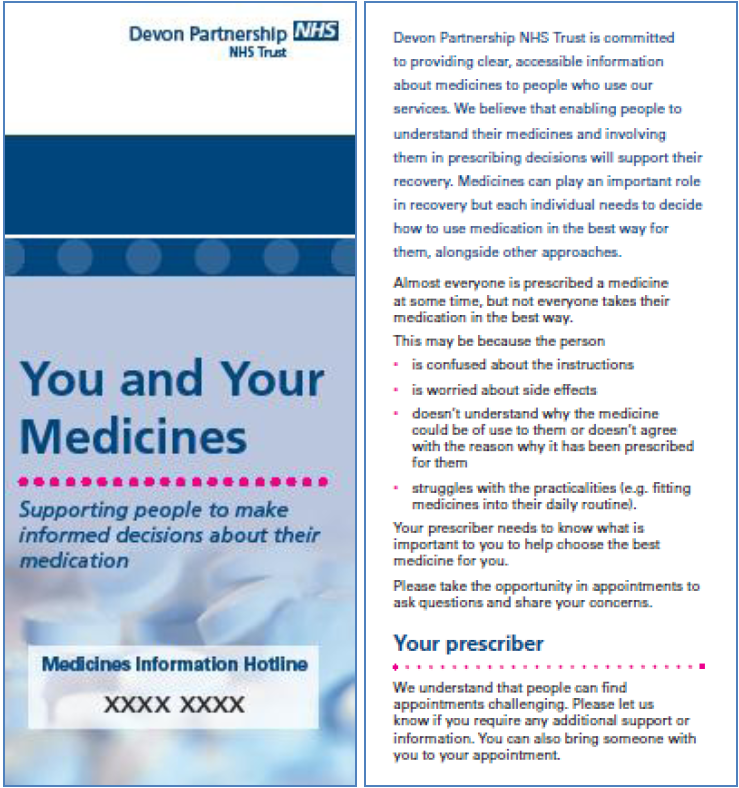 Devon Partnership NHS
NHS Trust
You and Your
Medicines
Supporting people to make
informed decisions about their
medication
Medicines Information Hotline
XXXX XXXX
Devon Partnership NHS Trust is committed
to providing clear, accessible information
about medicines to people who use our
services. We believe that enabling people to
understand their medicines and involving
them in prescribing decisions will support their
recovery. Medicines can play an important role
in recovery but each individual needs to decide
how to use medication in the best way for
them, alongside other approaches.
Almost everyone is prescribed a medicine
at some time, but not everyone takes their
medication in the best way.
This may be because the person
• is confused about the instructions
• is worried about side effects
• doesn't understand why the medicine
could be of use to them or doesn't agree
with the reason why it has been prescribed
for them
• struggles with the practicalities (e.g. fitting
medicines into their daily routine).
Your prescriber needs to know what is
important to you to help choose the best
medicine for you.
Please take the opportunity in appointments to
ask questions and share your concerns.
Your prescriber
We understand that people can find
appointments challenging. Please let us
know if you require any additional support or
information. You can also bring someone with
you to your appointment.